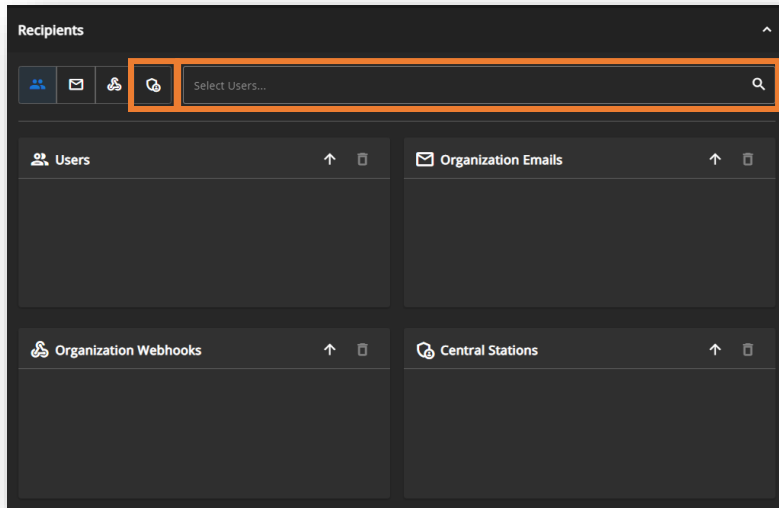 Recipients
Select Users...
Users
Organization Emails
Organization Webhooks
Central Stations